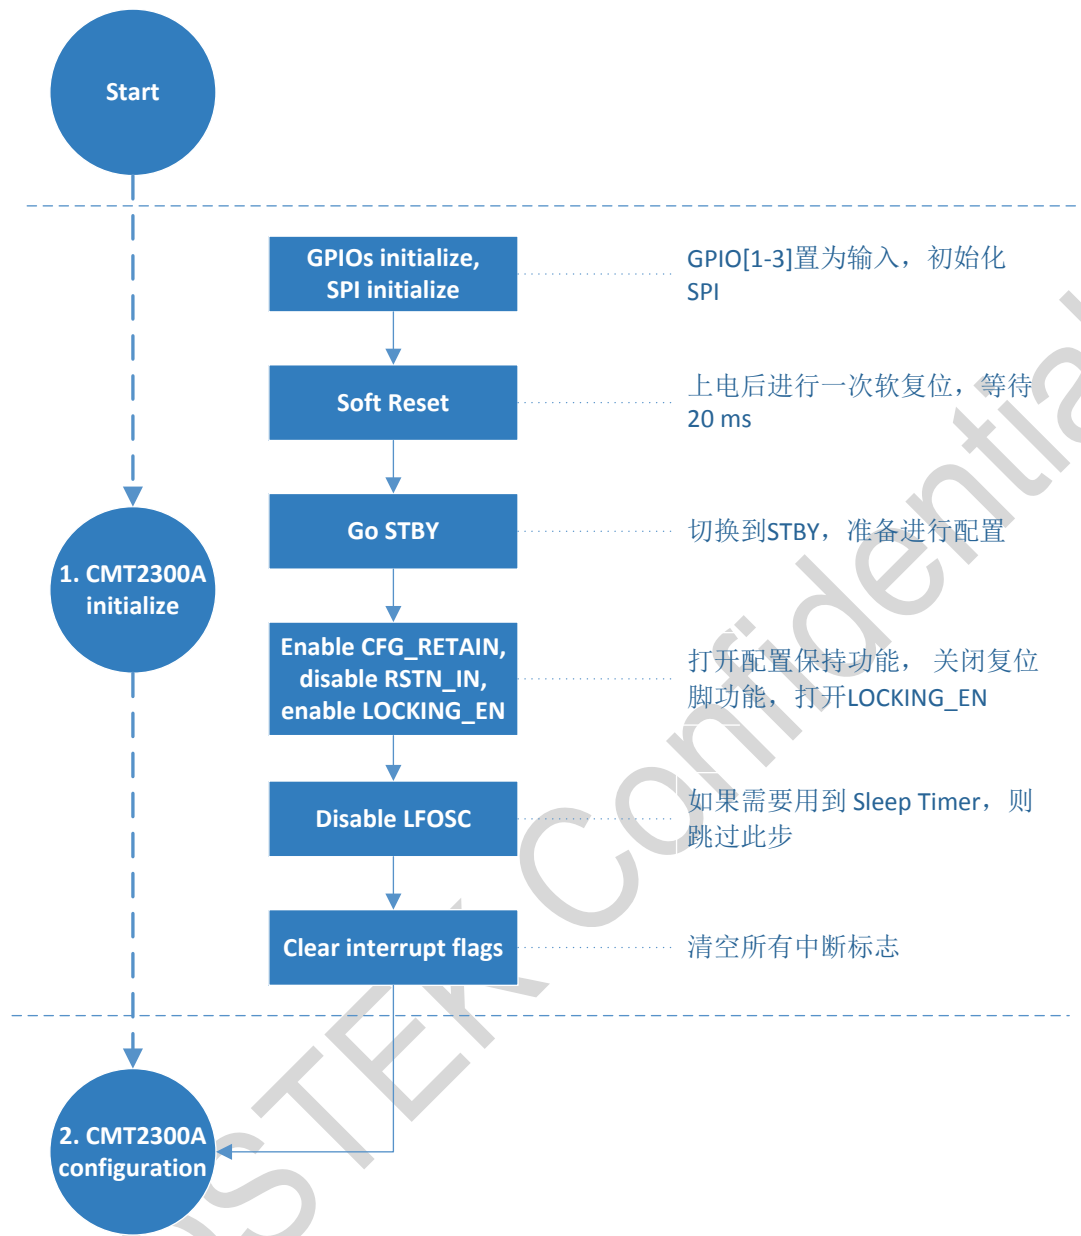 Start
GPIOs initialize,
SPI initialize
GPIO[1-3]置为输入，初始化
SPI
Soft Reset
上电后进行一次软复位，等待
20 ms
Go STBY
切换到STBY，准备进行配置
1. CMT2300A
initialize
Enable CFG_RETAIN,
disable RSTN_IN,
enable LOCKING_EN
打开配置保持功能， 关闭复位
脚功能，打开LOCKING_EN
Disable LFOSC
如果需要用到 Sleep Timer，则
跳过此步
Clear interrupt flags
清空所有中断标志
2. CMT2300A
configuration
OSTEK Confidential